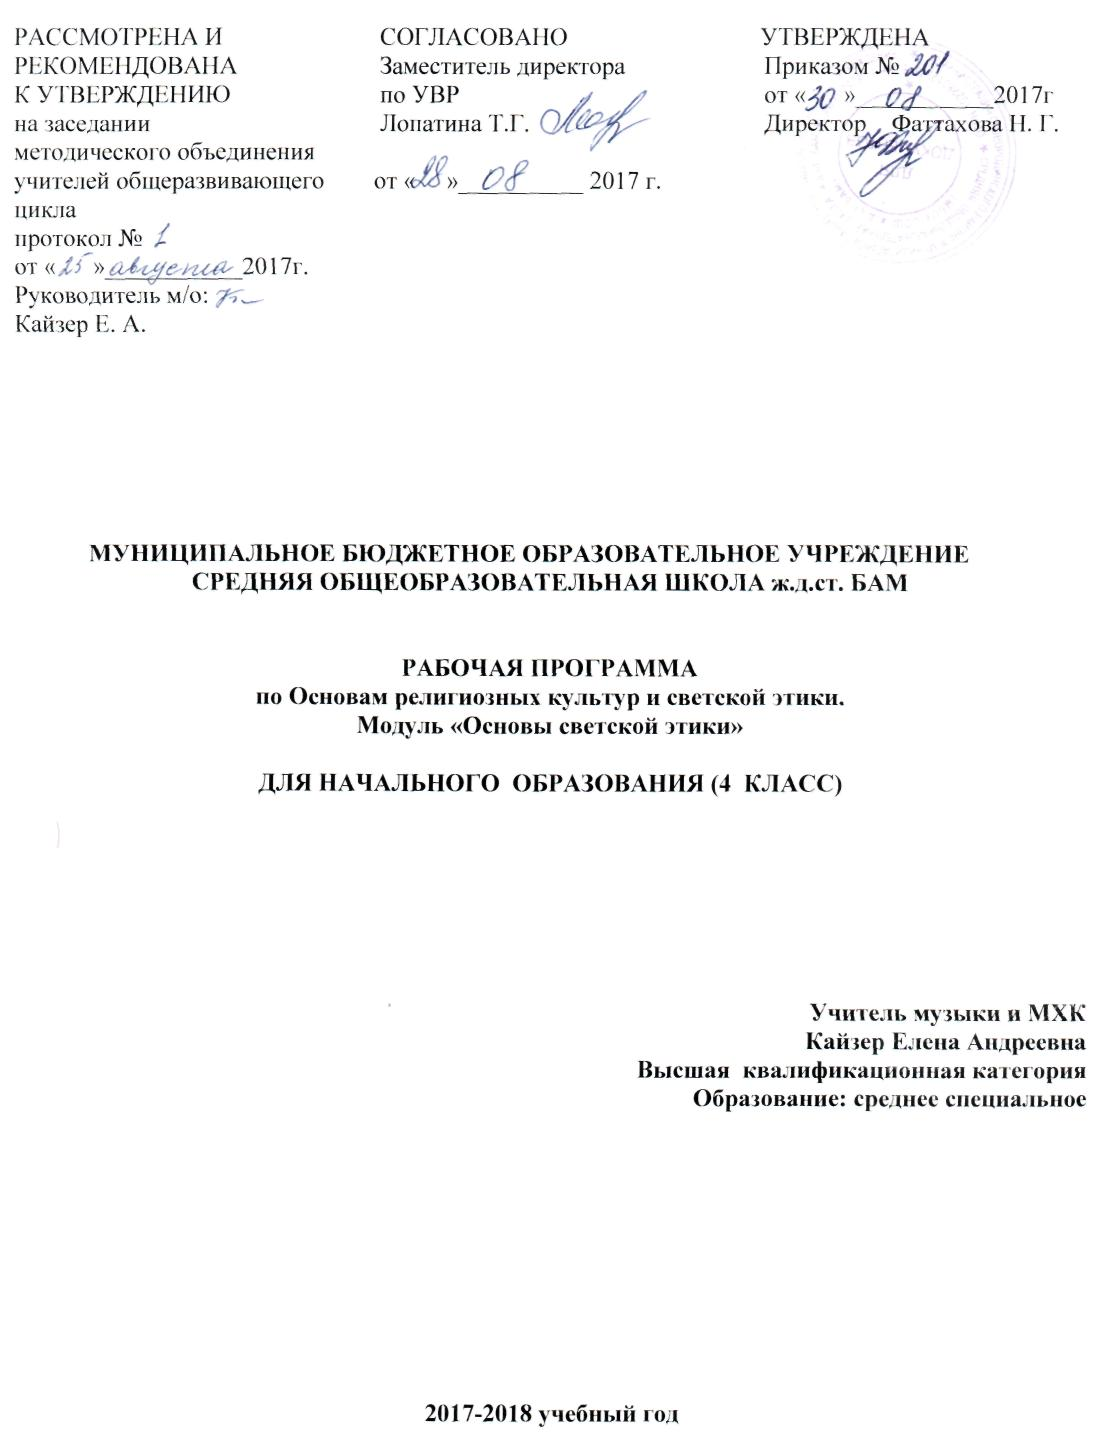 РАССМОТРЕНА И
РЕКОМЕНДОВАНА
К УТВЕРЖДЕНИЮ
на заседании
методического объединения
учителей общеразвивающего
цикла
протокол № 1
от «25» августа 2017г.
Руководитель м/о:
Кайзер Е. А.
СОГЛАСОВАНО
Заместитель директора
по УВР
Лопатина Т.Г.
от «28» 08 2017 г.
УТВЕРЖДЕНА
Приказом № 201
от «30» 08 2017г
Директор Фаттахова Н. Г.
МУНИЦИПАЛЬНОЕ БЮДЖЕТНОЕ ОБРАЗОВАТЕЛЬНОЕ УЧРЕЖДЕНИЕ
СРЕДНЯЯ ОБЩЕОБРАЗОВАТЕЛЬНАЯ ШКОЛА ж.д.ст. БАМ
РАБОЧАЯ ПРОГРАММА
по Основам религиозных культур и светской этики.
Модуль «Основы светской этики»
ДЛЯ НАЧАЛЬНОГО ОБРАЗОВАНИЯ (4 КЛАСС)
Учитель музыки и МХК
Кайзер Елена Андреевна
Высшая квалификационная категория
Образование: среднее специальное
2017-2018 учебный год